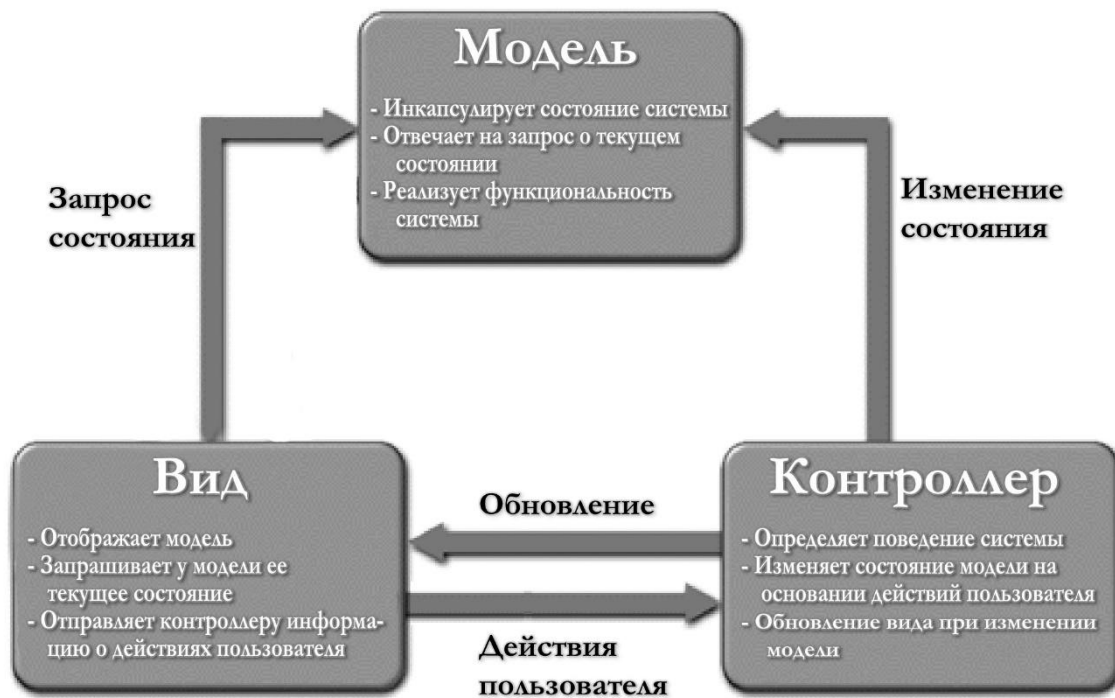 Модель
- Инкапсулирует состояние системы
- Отвечает на запрос о текущем
состоянии
- Реализует функциональность
системы
Запрос
состояния
Изменение
состояния
Вид
- Отображает модель
- Запрашивает у модели ее
текущее состояние
- Отправляет контроллеру информа-
цию о действиях пользователя
Обновление
Действия
пользователя
Контроллер
- Определяет поведение системы
- Изменяет состояние модели на
основании действий пользователя
- Обновление вида при изменении
модели